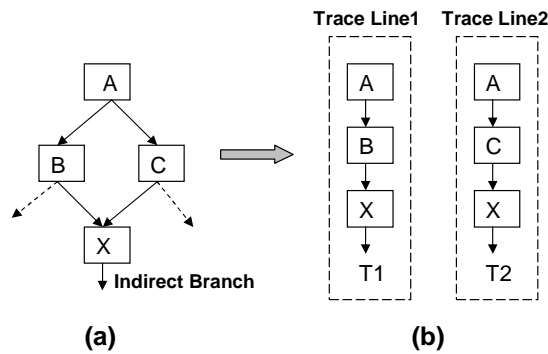 Trace Line1 Trace Line2
A A A
B C B C
X X X
Indirect Branch T1 T2
(a) (b)